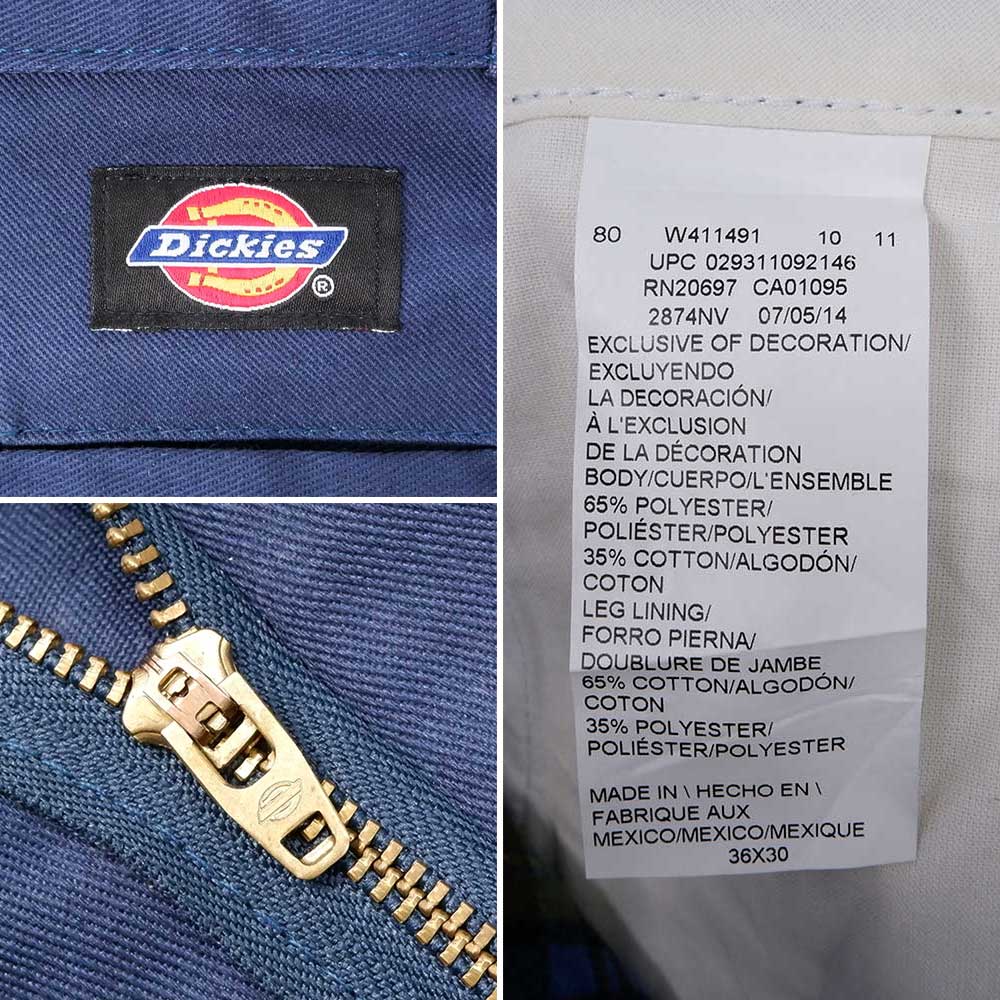 Dickies
®
80 W411491 10 11
UPC 029311092146
RN20697 CA01095
2874NV 07/05/14
EXCLUSIVE OF DECORATION/
EXCLUYENDO
LA DECORACIÓN/
À L'EXCLUSION
DE LA DÉCORATION
BODY/CUERPO/L'ENSEMBLE
65% POLYESTER/
POLIÉSTER/POLYESTER
35% COTTON/ALGODÓN/
COTON
LEG LINING/
FORRO PIERNA/
DOUBLURE DE JAMBE
65% COTTON/ALGODÓN/
COTON
35% POLYESTER/
POLIÉSTER/POLYESTER
MADE IN \ HECHO EN \
FABRIQUE AUX
MEXICO/MEXICO/MEXIQUE
36X30